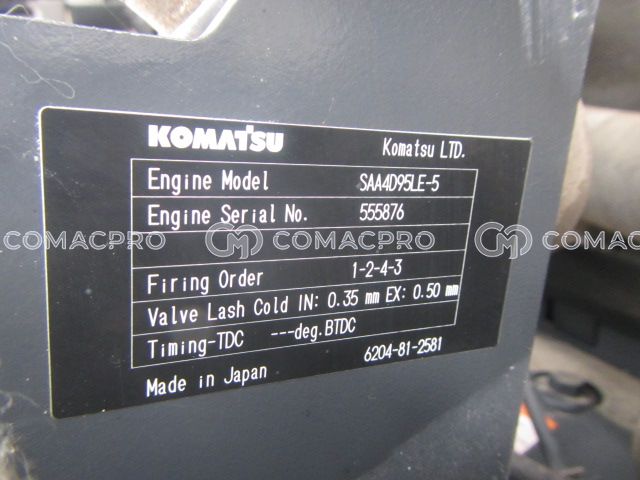 KOMATSU Komatsu LTD.
Engine Model SAA4D95LE-5
Engine Serial No. 555876
COMACPRO CM COMACPRO CM COMACPRO
Firing Order 1-2-4-3
Valve Lash Cold IN: 0.35 mm EX: 0.50 mm
Timing-TDC ---deg.BTDC
6204-81-2581
Made in Japan